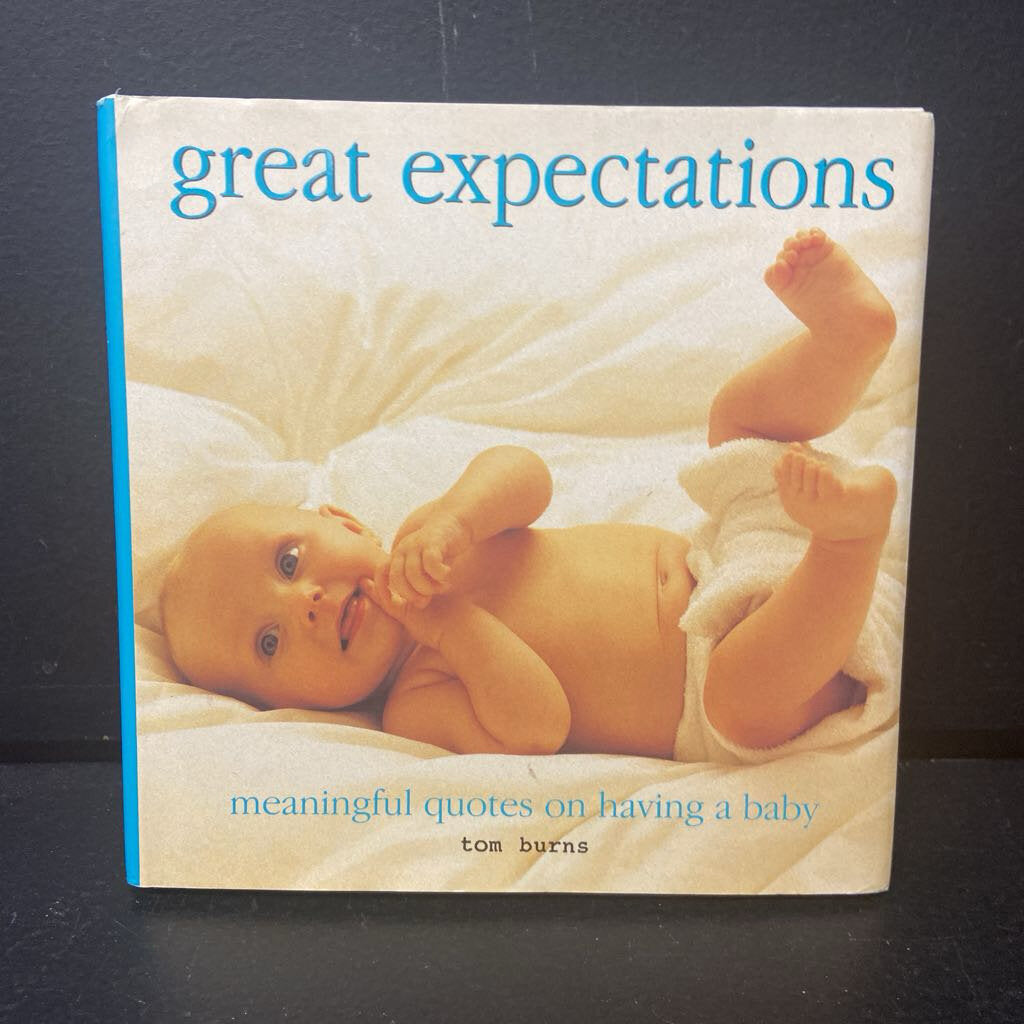 great expectations
meaningful quotes on having a baby
tom burns